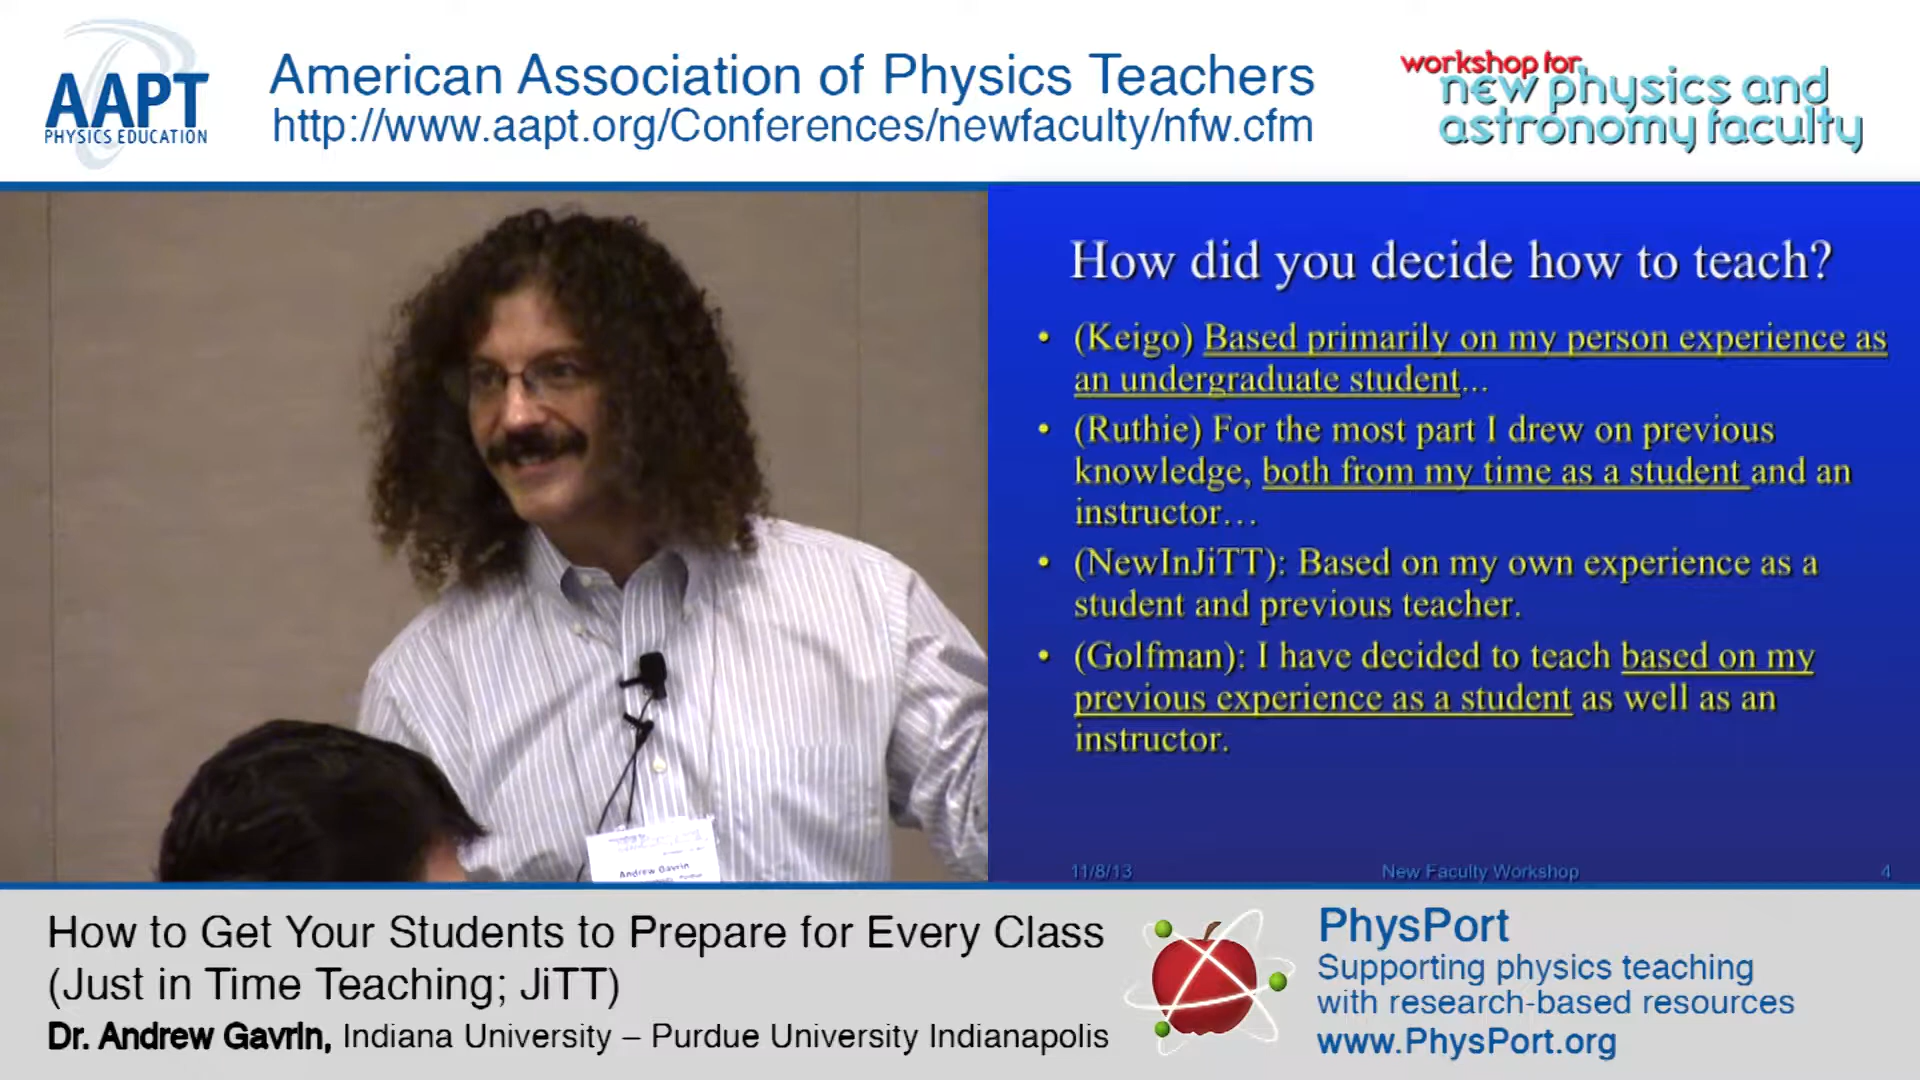 AAPT
PHYSICS EDUCATION
American Association of Physics Teachers
http://www.aapt.org/Conferences/newfaculty/nfw.cfm
workshop for
new physics and
astronomy faculty
How did you decide how to teach?
• (Keigo) Based primarily on my person experience as
an undergraduate student...
• (Ruthie) For the most part I drew on previous
knowledge, both from my time as a student and an
instructor…
• (NewInJiTT): Based on my own experience as a
student and previous teacher.
• (Golfman): I have decided to teach based on my
previous experience as a student as well as an
instructor.
11/8/13 New Faculty Workshop 4
Andrew Gavrin
How to Get Your Students to Prepare for Every Class
(Just in Time Teaching; JiTT)
Dr. Andrew Gavrin, Indiana University – Purdue University Indianapolis
PhysPort
Supporting physics teaching
with research-based resources
www.PhysPort.org